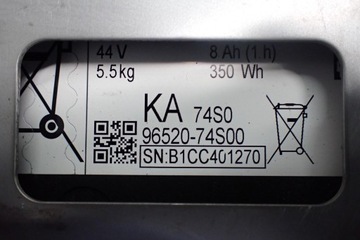 44 V 8 Ah (1 h)
5.5kg 350 Wh
KA 74S0
96520-74S00
SN:B1CC401270